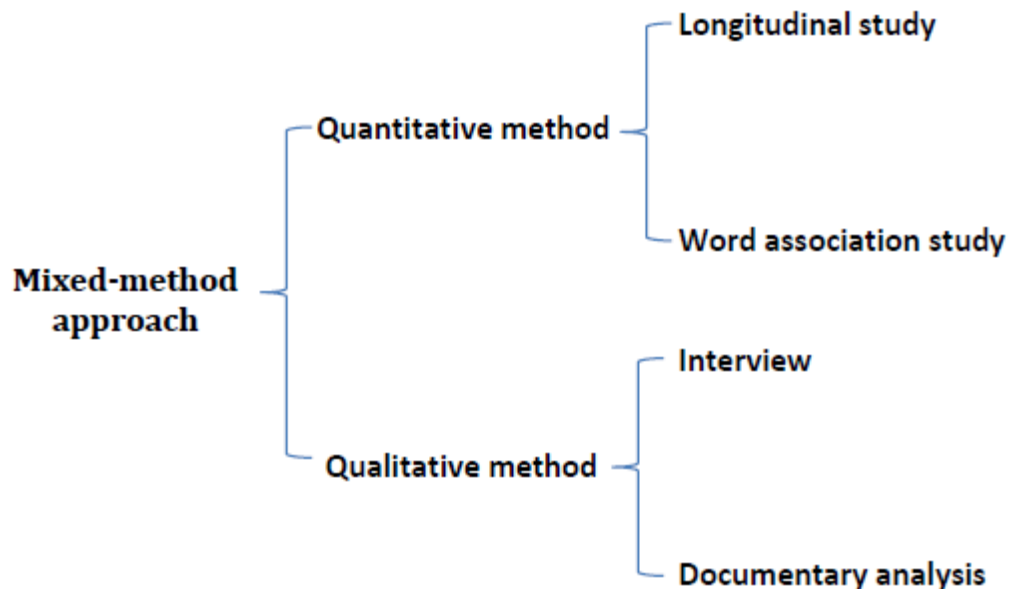 Longitudinal study
Quantitative method
Word association study
Mixed-method
approach
Interview
Qualitative method
Documentary analysis